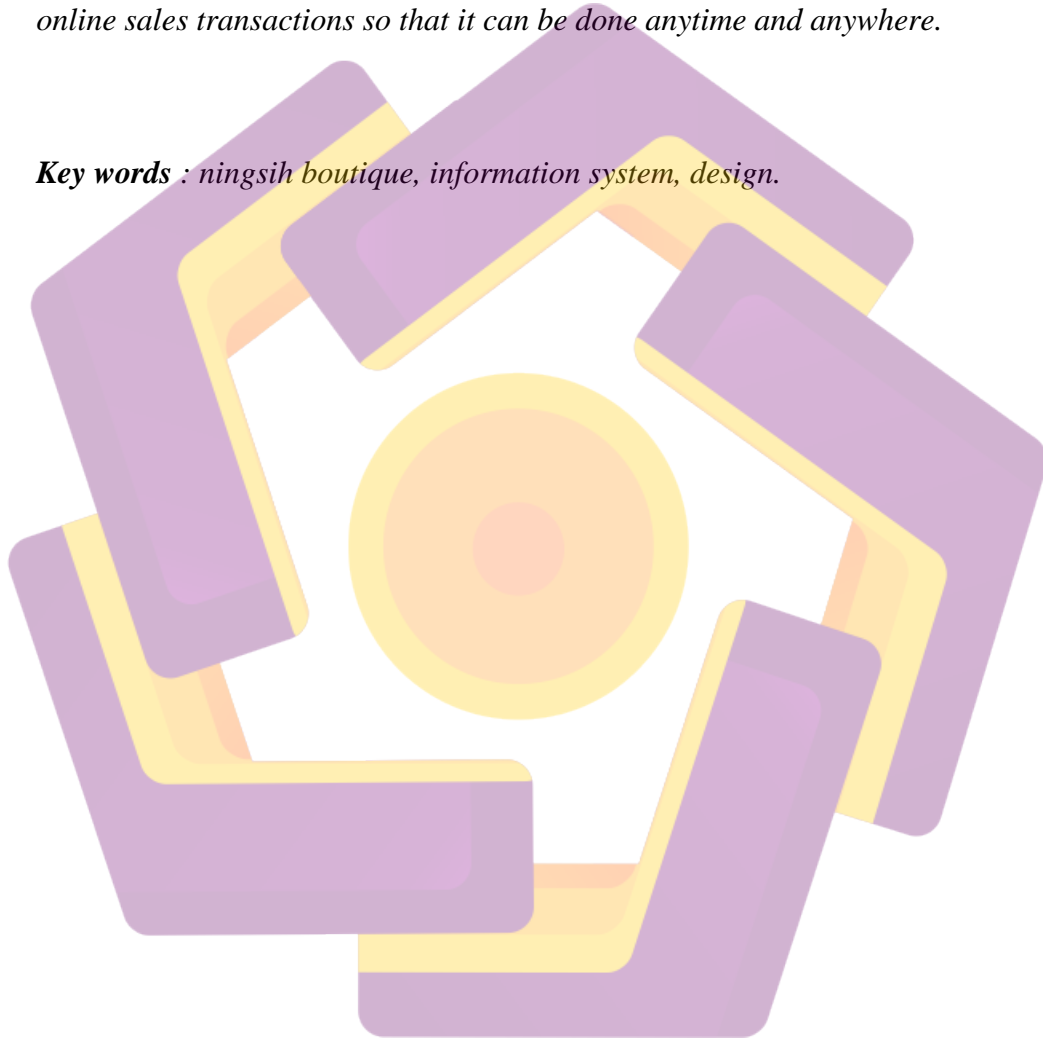 online sales transactions so that it can be done anytime and anywhere.
Key words : ningsih boutique, information system, design.